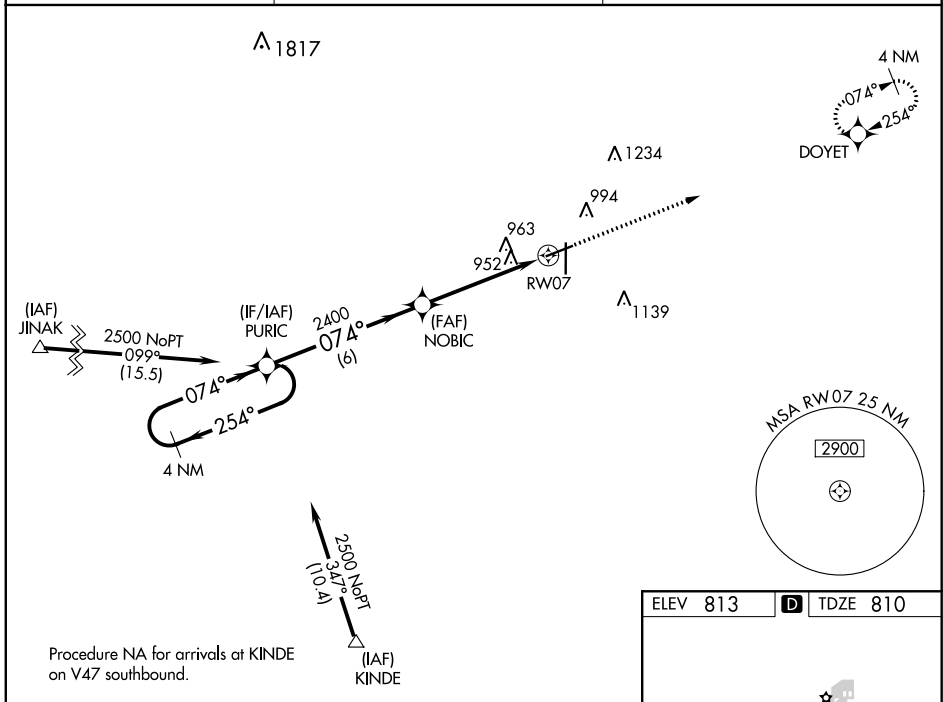 1817
4 NM
074°
254°
DOYET
1234
994
963
952
RW07
1139
(IAF)
JINAK
2500 NoPT
099°
(15.5)
(IF/IAF)
PURIC
2400
074°
(6)
(FAF)
NOBIC
074°
254°
4 NM
MSA RW07 25 NM
2900
2500 NoPT
347°
(10.4)
(IAF)
KINDE
Procedure NA for arrivals at KINDE
on V47 southbound.
ELEV 813 D TDZE 810